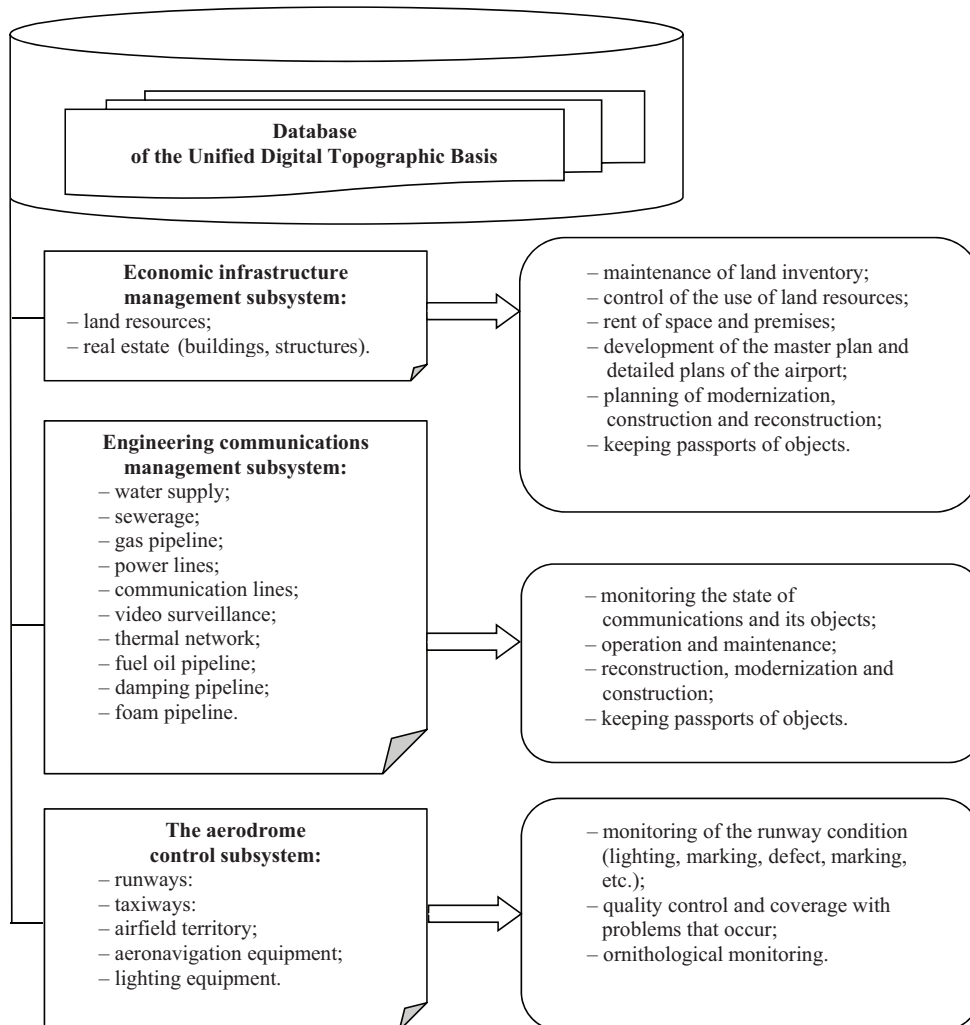 Database
of the Unified Digital Topographic Basis
Economic infrastructure
management subsystem:
– land resources;
– real estate (buildings, structures).
– maintenance of land inventory;
– control of the use of land resources;
– rent of space and premises;
– development of the master plan and
detailed plans of the airport;
– planning of modernization,
construction and reconstruction;
– keeping passports of objects.
Engineering communications
management subsystem:
– water supply;
– sewerage;
– gas pipeline;
– power lines;
– communication lines;
– video surveillance;
– thermal network;
– fuel oil pipeline;
– damping pipeline;
– foam pipeline.
– monitoring the state of
communications and its objects;
– operation and maintenance;
– reconstruction, modernization and
construction;
– keeping passports of objects.
The aerodrome
control subsystem:
– runways:
– taxiways:
– airfield territory;
– aeronavigation equipment;
– lighting equipment.
– monitoring of the runway condition
(lighting, marking, defect, marking,
etc.);
– quality control and coverage with
problems that occur;
– ornithological monitoring.